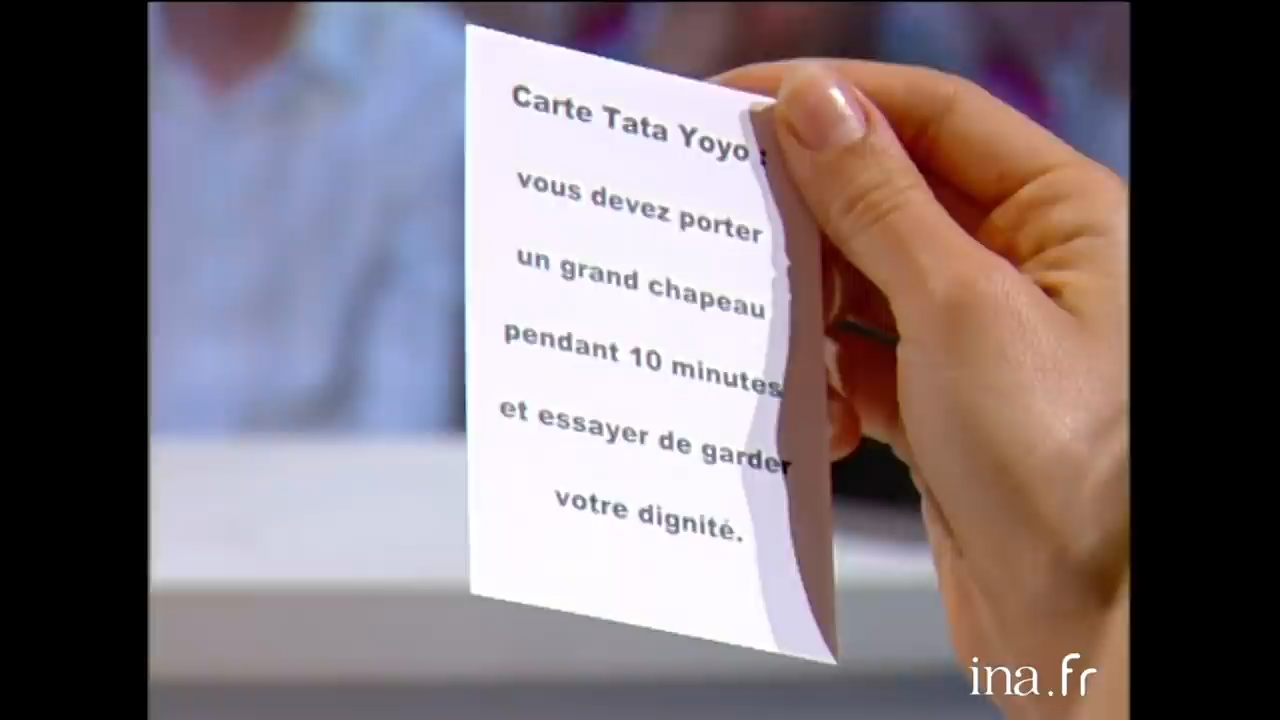 Carte Tata Yoyo :
vous devez porter
un grand chapeau
pendant 10 minutes
et essayer de garder
votre dignité.
ina.fr